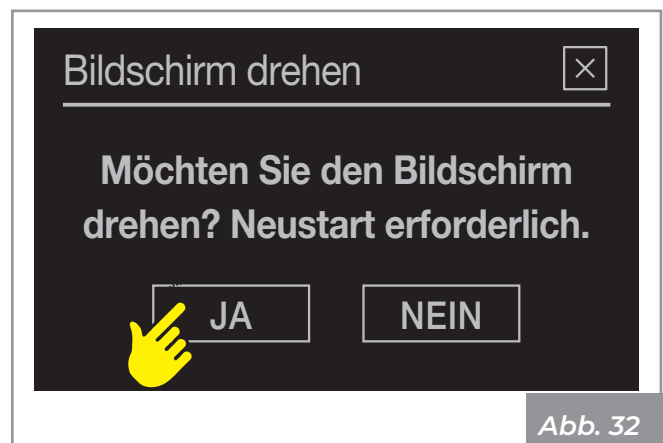 Bildschirm drehen
Möchten Sie den Bildschirm
drehen? Neustart erforderlich.
JA NEIN
Abb. 32